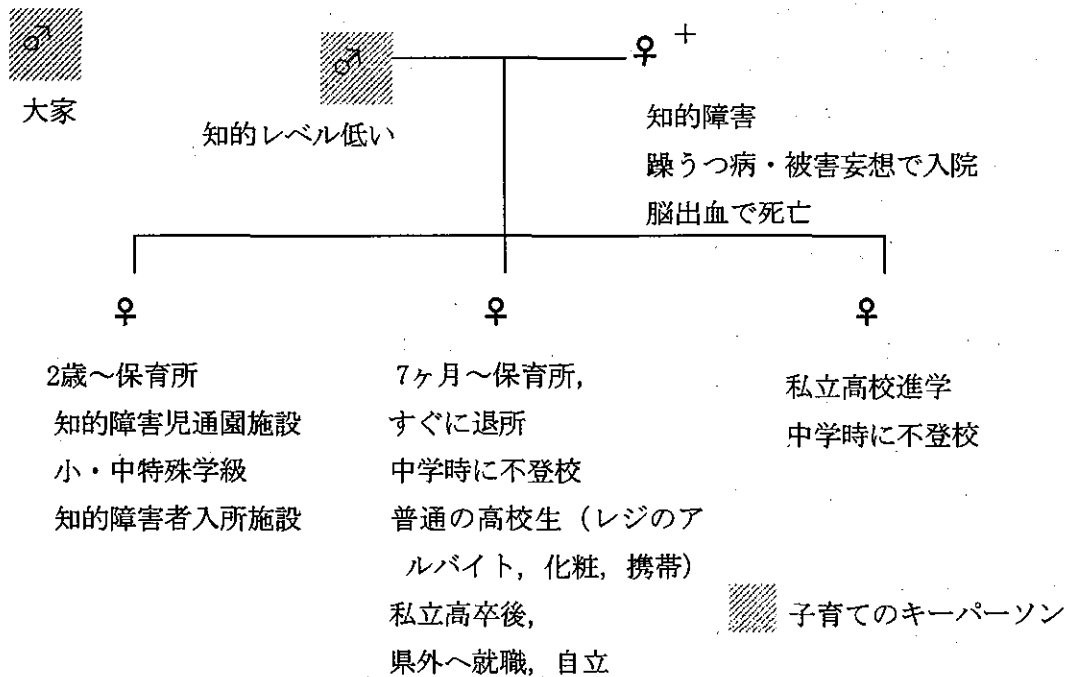 ♂
大家
♂
知的レベル低い
♀ +
知的障害
躁うつ病・被害妄想で入院
脳出血で死亡
♀
2歳~保育所
知的障害児通園施設
小・中特殊学級
知的障害者入所施設
♀
7ヶ月~保育所,
すぐに退所
中学時に不登校
普通の高校生(レジのア
ルバイト,化粧,携帯)
私立高卒後,
県外へ就職,自立
♀
私立高校進学
中学時に不登校
子育てのキーパーソン